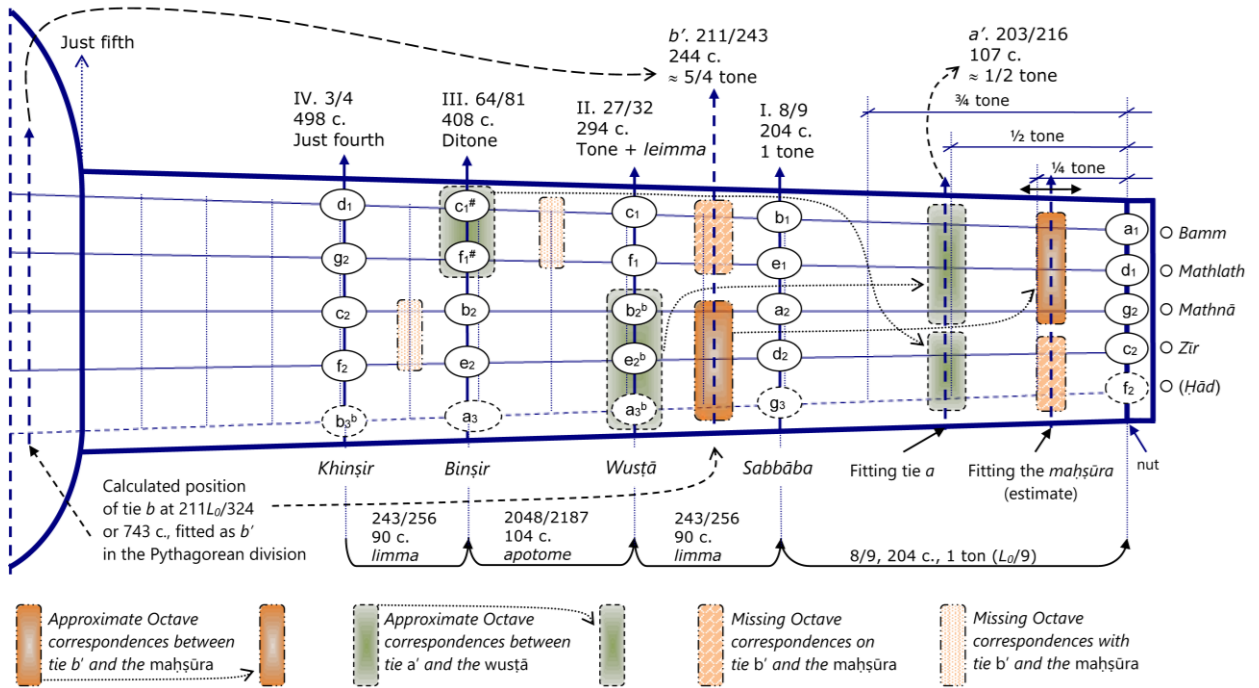 Just fifth
b'. 211/243
244 c.
≈ 5/4 tone
a'. 203/216
107 c.
≈ 1/2 tone
IV. 3/4
498 c.
Just fourth
III. 64/81
408 c.
Ditone
II. 27/32
294 c.
Tone + leimma
I. 8/9
204 c.
1 tone
¾ tone
½ tone
¼ tone
d₁ c₁# c₁ b₁ a₁ Bamm
g₂ f₁# f₁ e₁ d₁ Mathlath
c₂ b₂ b₂ᵇ a₂ g₂ Mathnā
f₂ e₂ e₂ᵇ d₂ c₂ Zīr
b₃ᵇ a₃ a₃ᵇ g₃ f₂ (Ḥād)
Khinṣir
Binṣir
Wusṭā
Sabbāba
Fitting tie a
Fitting the maḥṣūra
(estimate)
nut
Calculated position
of tie b at 211L₀/324
or 743 c., fitted as b'
in the Pythagorean division
243/256
90 c.
limma
2048/2187
104 c.
apotome
243/256
90 c.
limma
8/9, 204 c., 1 ton (L₀/9)
Approximate Octave
correspondences between
tie b' and the maḥṣūra
Approximate Octave
correspondences between
tie a' and the wusṭā
Missing Octave
correspondences on
tie b' and the maḥṣūra
Missing Octave
correspondences with
tie b' and the maḥṣūra